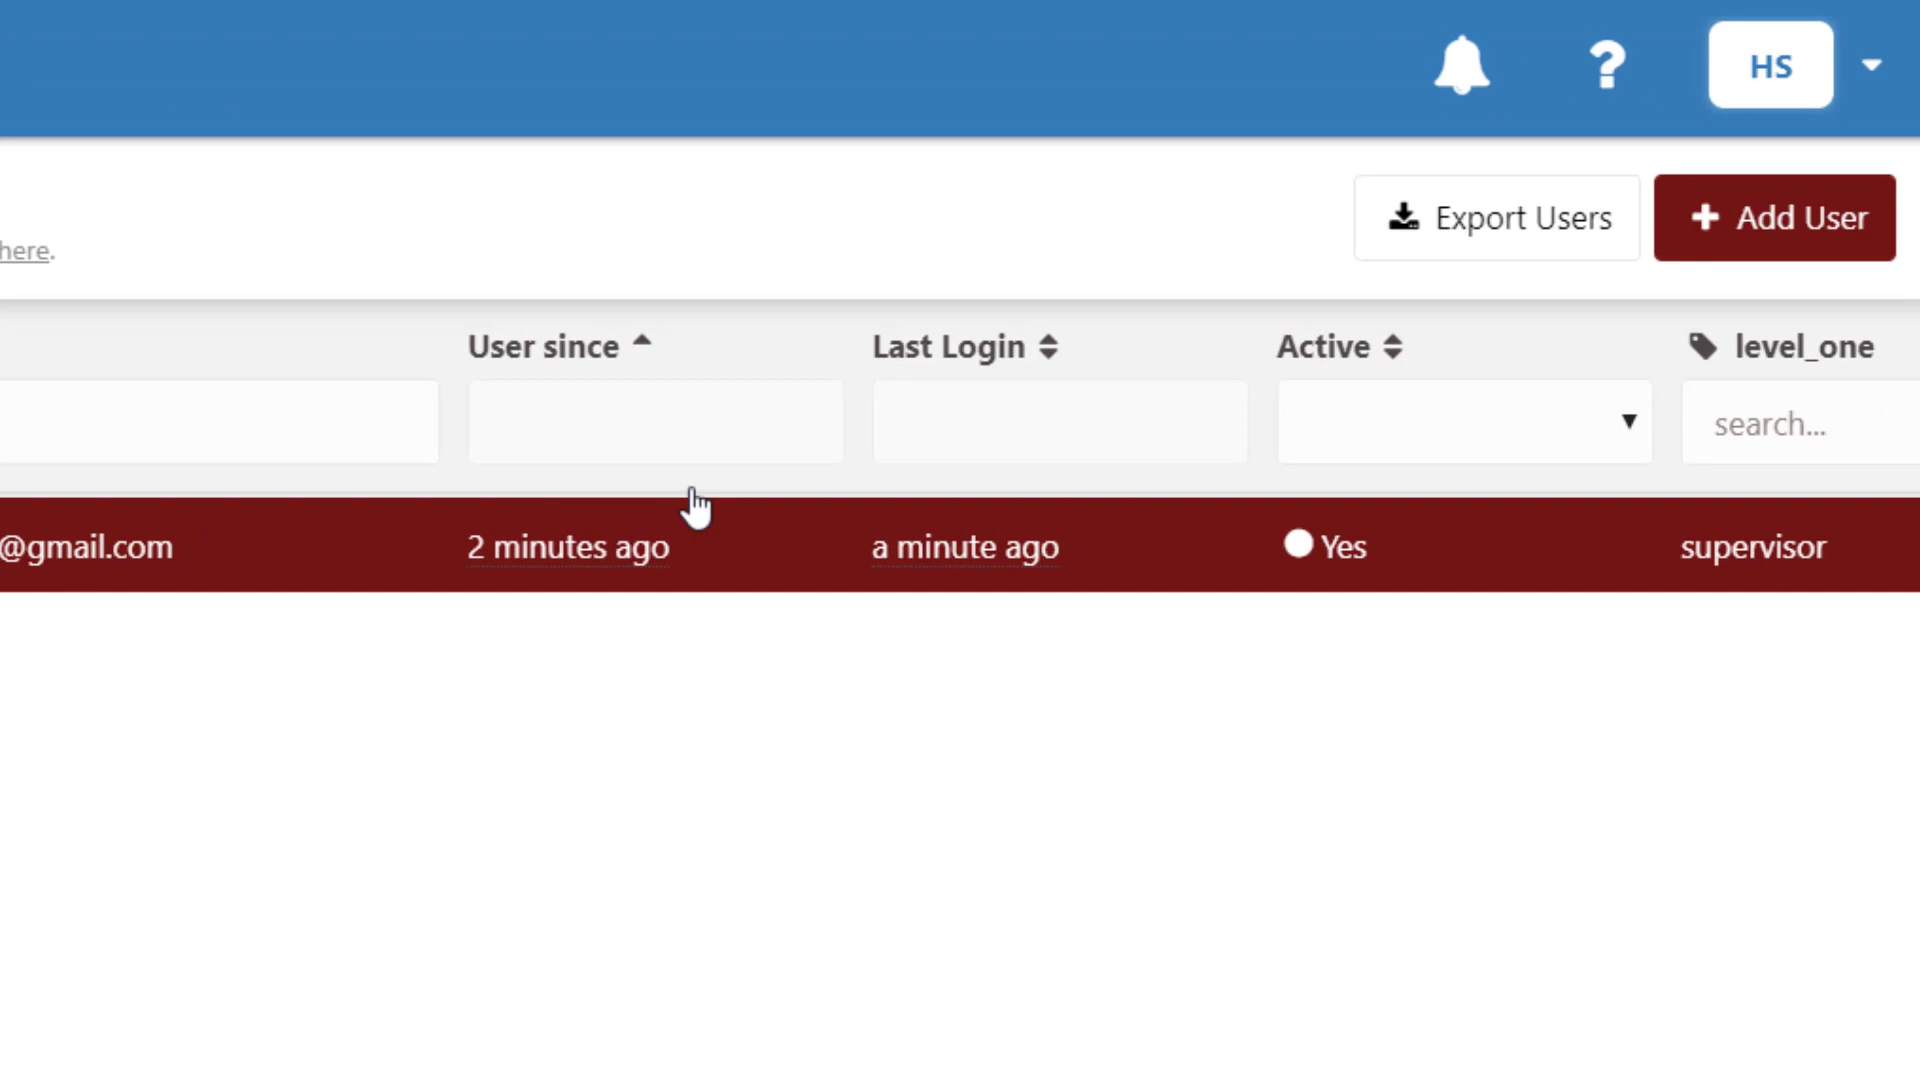 HS
Export Users
Add User
here.
User since
Last Login
Active
level_one
search...
@gmail.com
2 minutes ago
a minute ago
Yes
supervisor